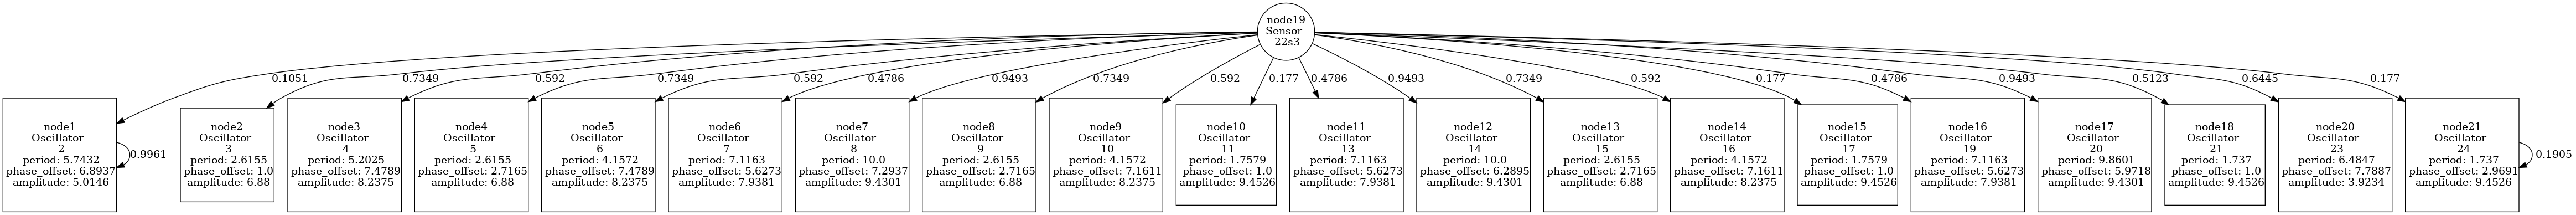 node19
Sensor
22s3
-0.1051
0.7349
-0.592
0.7349
-0.592
0.4786
0.9493
0.7349
-0.592
-0.177
0.4786
0.9493
0.7349
-0.592
-0.177
0.4786
0.9493
-0.5123
0.6445
-0.177
node1
Oscillator
2
period: 5.7432
phase_offset: 6.8937
amplitude: 5.0146
0.9961
node2
Oscillator
3
period: 2.6155
phase_offset: 1.0
amplitude: 6.88
node3
Oscillator
4
period: 5.2025
phase_offset: 7.4789
amplitude: 8.2375
node4
Oscillator
5
period: 2.6155
phase_offset: 2.7165
amplitude: 6.88
node5
Oscillator
6
period: 4.1572
phase_offset: 7.4789
amplitude: 8.2375
node6
Oscillator
7
period: 7.1163
phase_offset: 5.6273
amplitude: 7.9381
node7
Oscillator
8
period: 10.0
phase_offset: 7.2937
amplitude: 9.4301
node8
Oscillator
9
period: 2.6155
phase_offset: 2.7165
amplitude: 6.88
node9
Oscillator
10
period: 4.1572
phase_offset: 7.1611
amplitude: 8.2375
node10
Oscillator
11
period: 1.7579
phase_offset: 1.0
amplitude: 9.4526
node11
Oscillator
13
period: 7.1163
phase_offset: 5.6273
amplitude: 7.9381
node12
Oscillator
14
period: 10.0
phase_offset: 6.2895
amplitude: 9.4301
node13
Oscillator
15
period: 2.6155
phase_offset: 2.7165
amplitude: 6.88
node14
Oscillator
16
period: 4.1572
phase_offset: 7.1611
amplitude: 8.2375
node15
Oscillator
17
period: 1.7579
phase_offset: 1.0
amplitude: 9.4526
node16
Oscillator
19
period: 7.1163
phase_offset: 5.6273
amplitude: 7.9381
node17
Oscillator
20
period: 9.8601
phase_offset: 5.9718
amplitude: 9.4301
node18
Oscillator
21
period: 1.737
phase_offset: 1.0
amplitude: 9.4526
node20
Oscillator
23
period: 6.4847
phase_offset: 7.7887
amplitude: 3.9234
node21
Oscillator
24
period: 1.737
phase_offset: 2.9691
amplitude: 9.4526
-0.1905